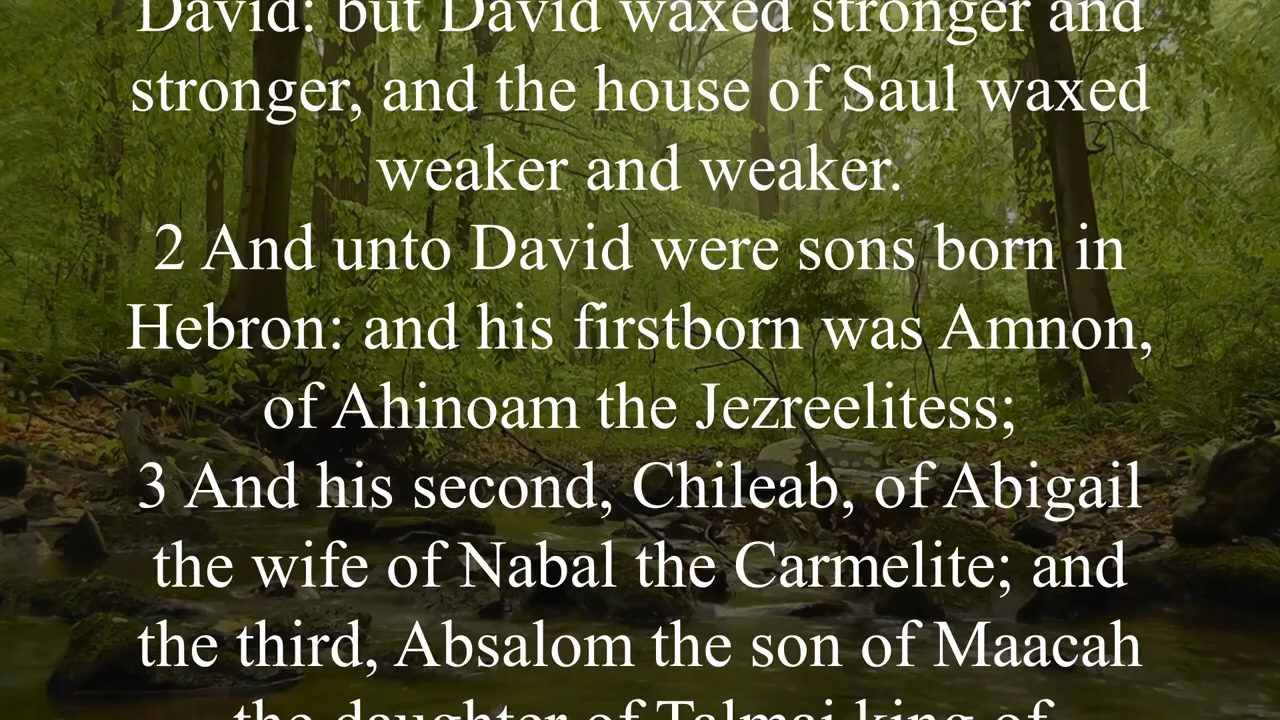 David: but David waxed stronger and
stronger, and the house of Saul waxed
weaker and weaker.
2 And unto David were sons born in
Hebron: and his firstborn was Amnon,
of Ahinoam the Jezreelitess;
3 And his second, Chileab, of Abigail
the wife of Nabal the Carmelite; and
the third, Absalom the son of Maacah
the daughter of Talmai king of